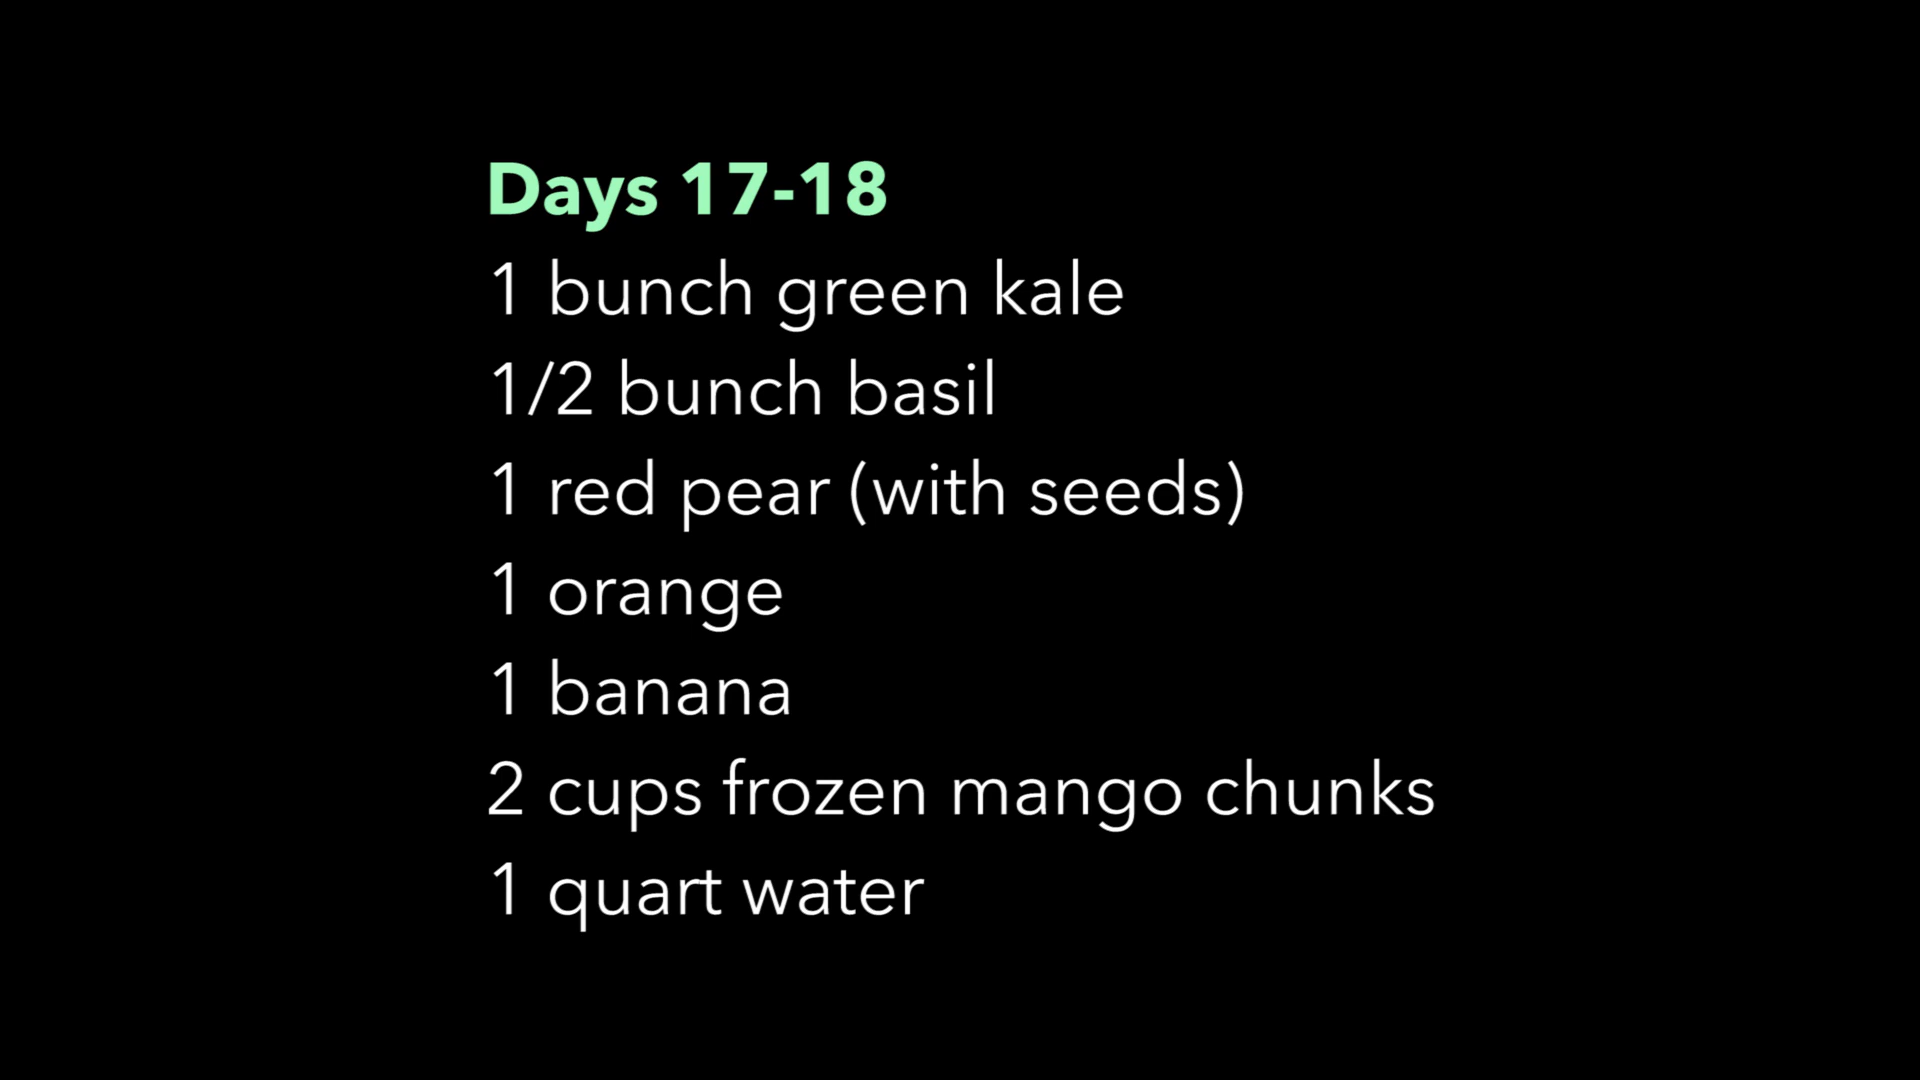 Days 17-18
1 bunch green kale
1/2 bunch basil
1 red pear (with seeds)
1 orange
1 banana
2 cups frozen mango chunks
1 quart water